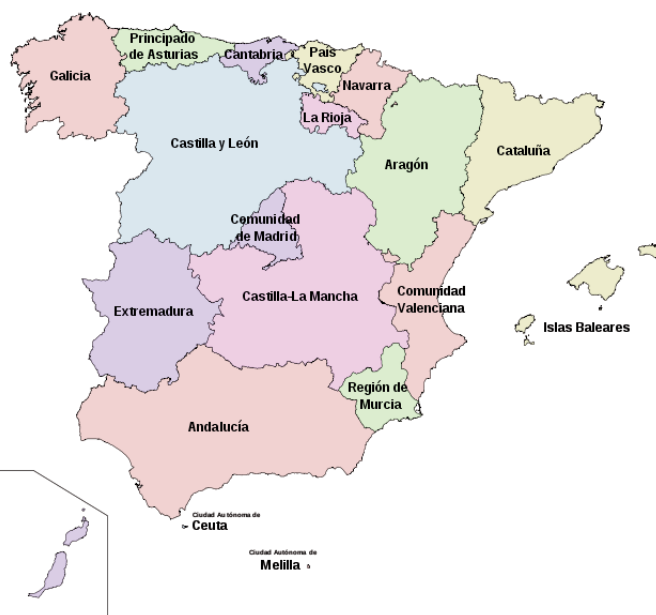 Principado
de Asturias
Cantabria
País
Vasco
Galicia
Navarra
La Rioja
Castilla y León
Cataluña
Aragón
Comunidad
de Madrid
Castilla-La Mancha
Comunidad
Valenciana
Extremadura
Islas Baleares
Región de
Murcia
Andalucía
Ciudad Autónoma de
Ceuta
Ciudad Autónoma de
Melilla